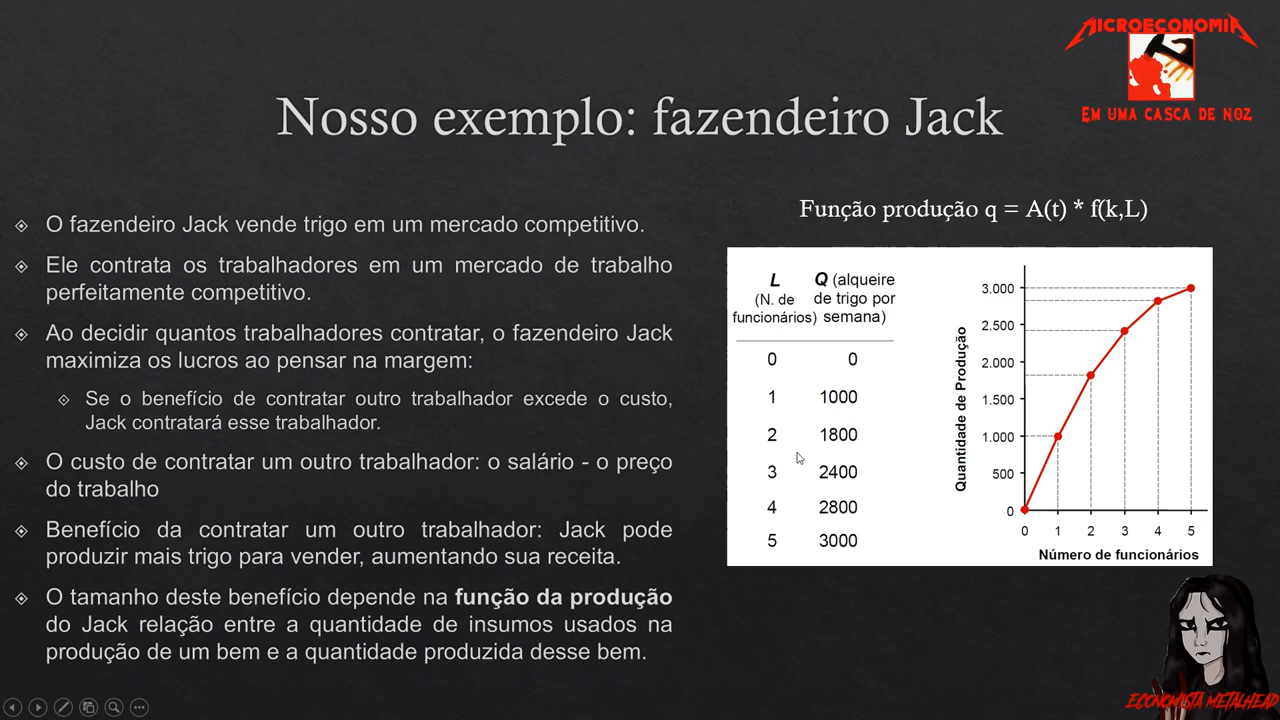 MICROECONOMIA
EM UMA CASCA DE NOZ
Nosso exemplo: fazendeiro Jack
O fazendeiro Jack vende trigo em um mercado competitivo.
Ele contrata os trabalhadores em um mercado de trabalho
perfeitamente competitivo.
Ao decidir quantos trabalhadores contratar, o fazendeiro Jack
maximiza os lucros ao pensar na margem:
Se o benefício de contratar outro trabalhador excede o custo,
Jack contratará esse trabalhador.
O custo de contratar um outro trabalhador: o salário - o preço
do trabalho
Benefício da contratar um outro trabalhador: Jack pode
produzir mais trigo para vender, aumentando sua receita.
O tamanho deste benefício depende na função da produção
do Jack relação entre a quantidade de insumos usados na
produção de um bem e a quantidade produzida desse bem.
Função produção q = A(t) * f(k,L)
L Q (alqueire
(N. de de trigo por
funcionários) semana)
0 0
1 1000
2 1800
3 2400
4 2800
5 3000
Quantidade de Produção
3.000
2.500
2.000
1.500
1.000
500
0
0 1 2 3 4 5
Número de funcionários
ECONOMISTA METALHEAD